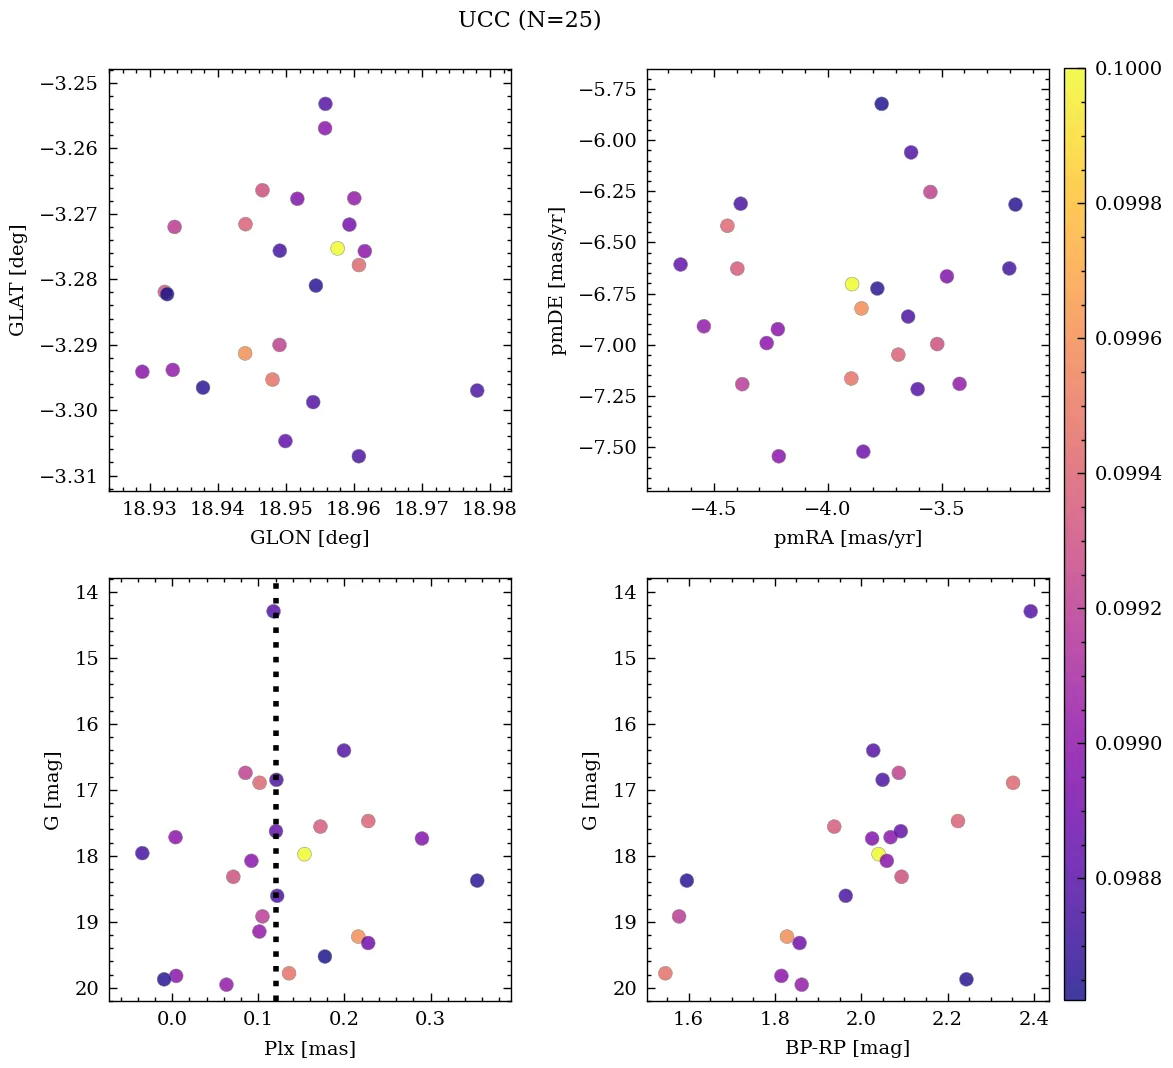 UCC (N=25)
−3.25
−3.26
−3.27
−3.28
−3.29
−3.30
−3.31
GLAT [deg]
18.93 18.94 18.95 18.96 18.97 18.98
GLON [deg]
−5.75
−6.00
−6.25
−6.50
−6.75
−7.00
−7.25
−7.50
pmDE [mas/yr]
−4.5 −4.0 −3.5
pmRA [mas/yr]
0.1000
0.0998
0.0996
0.0994
0.0992
0.0990
0.0988
14
15
16
17
18
19
20
G [mag]
0.0 0.1 0.2 0.3
Plx [mas]
14
15
16
17
18
19
20
G [mag]
1.6 1.8 2.0 2.2 2.4
BP-RP [mag]